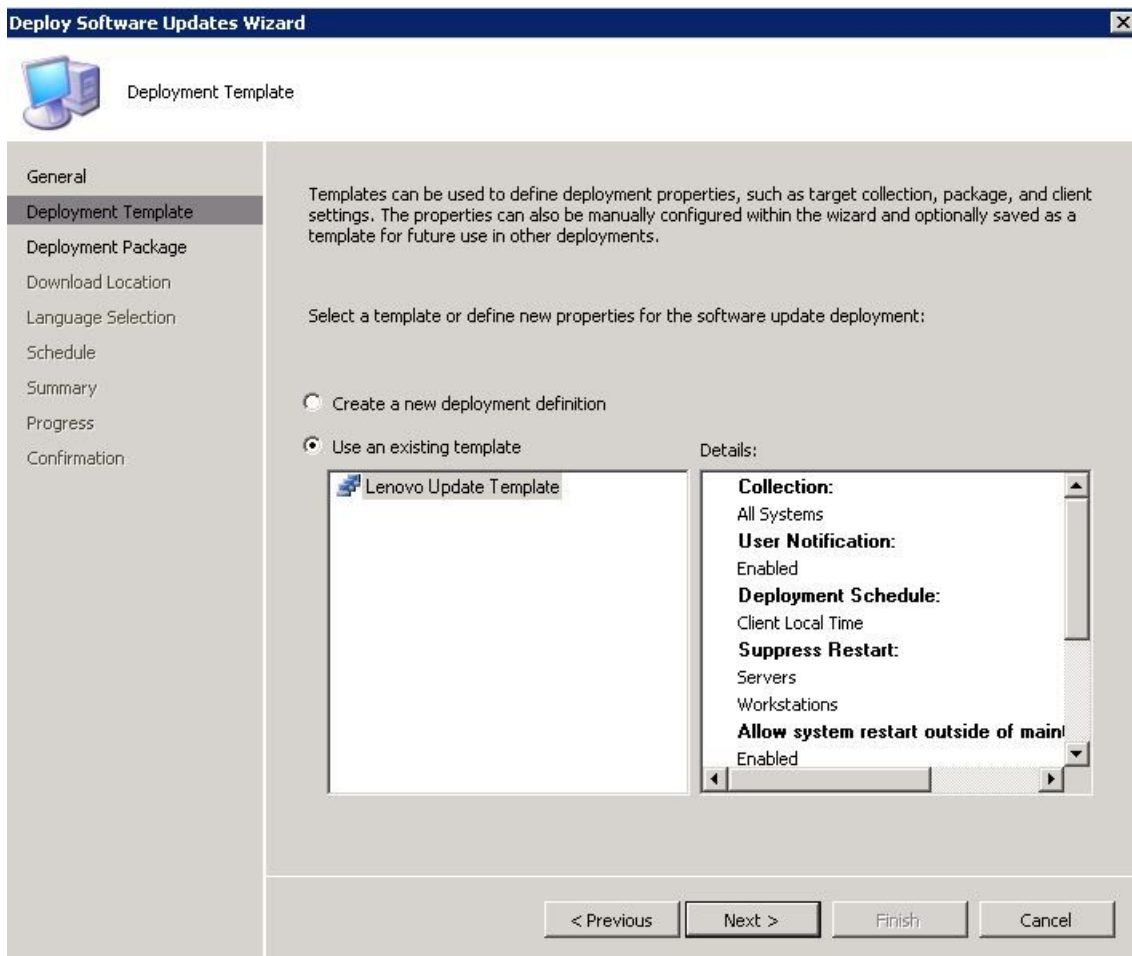 Deploy Software Updates Wizard
Deployment Template
General
Deployment Template
Deployment Package
Download Location
Language Selection
Schedule
Summary
Progress
Confirmation
Templates can be used to define deployment properties, such as target collection, package, and client
settings. The properties can also be manually configured within the wizard and optionally saved as a
template for future use in other deployments.
Select a template or define new properties for the software update deployment:
Create a new deployment definition
Use an existing template
Details:
Lenovo Update Template
Collection:
All Systems
User Notification:
Enabled
Deployment Schedule:
Client Local Time
Suppress Restart:
Servers
Workstations
Allow system restart outside of main
Enabled
< Previous
Next >
Finish
Cancel